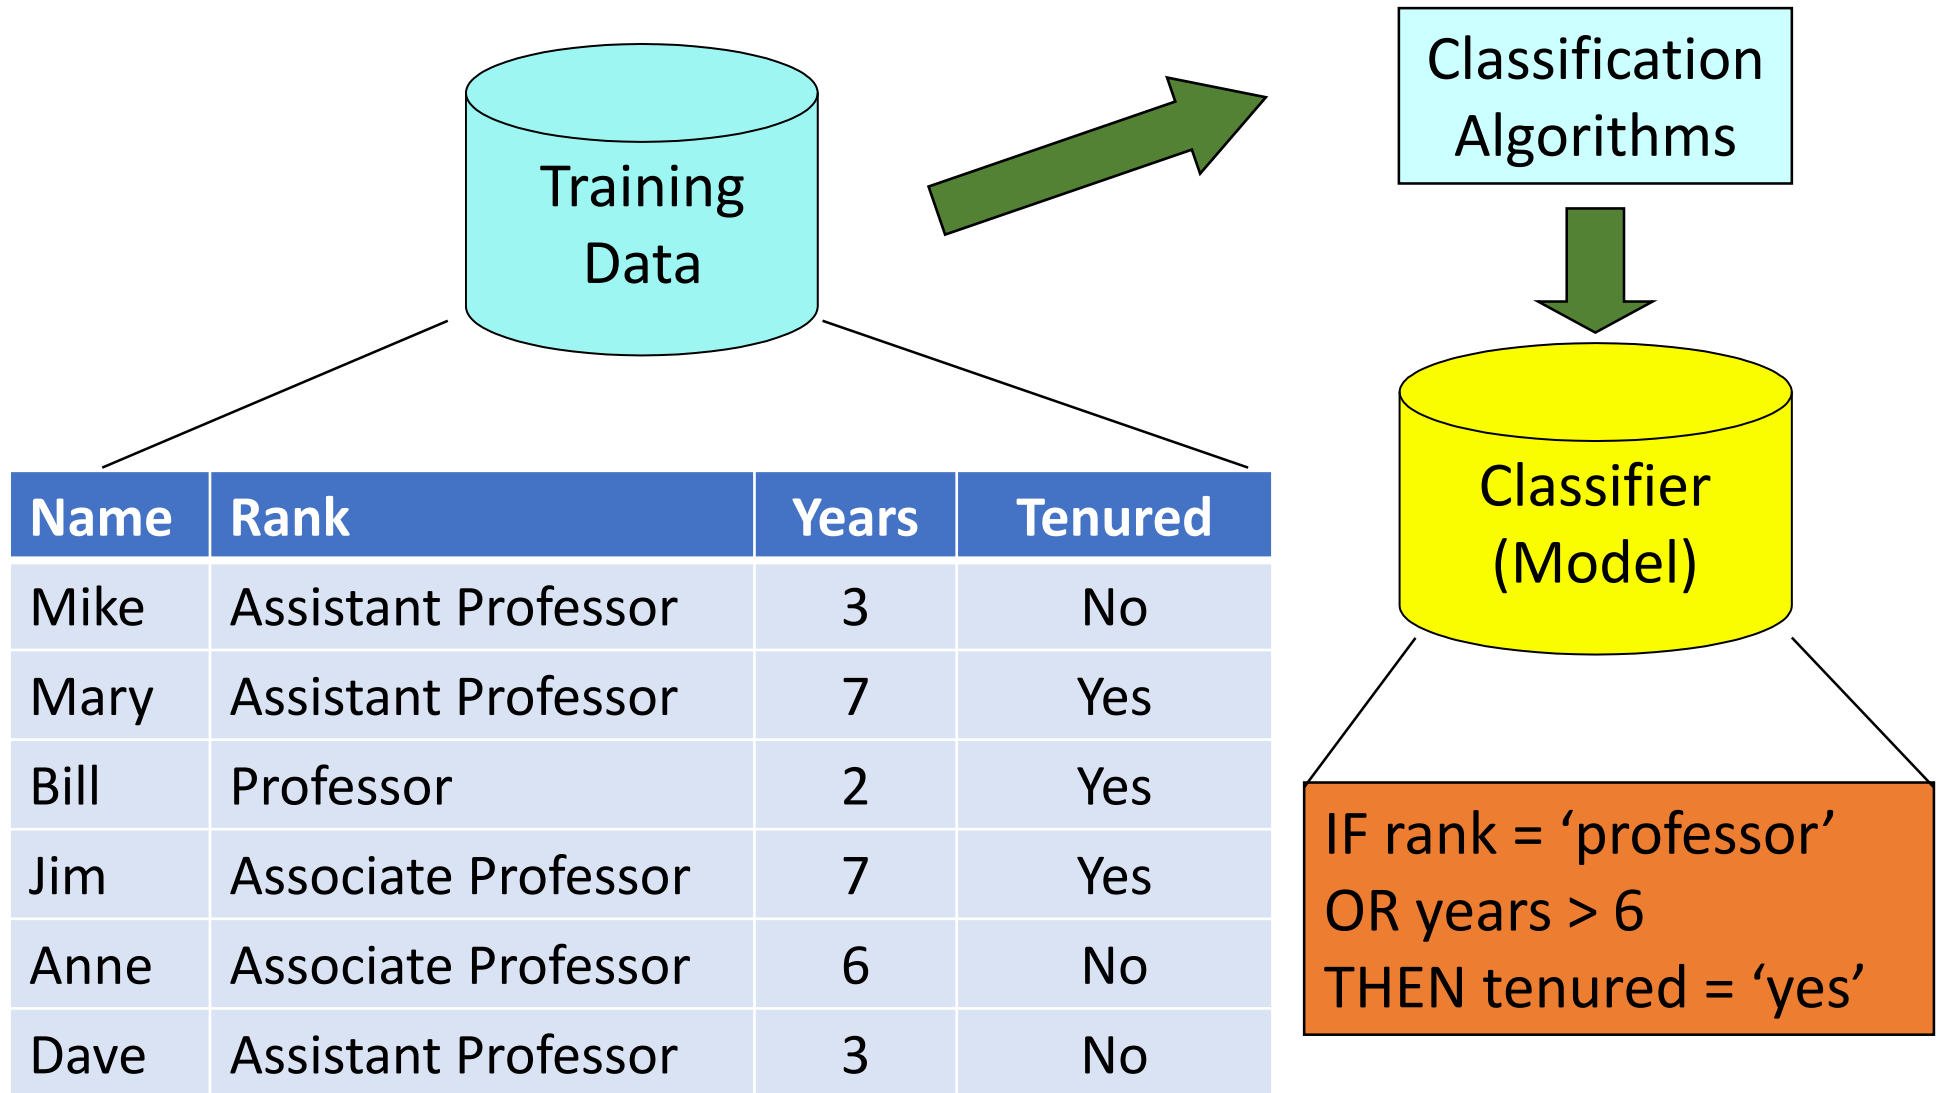 Training
Data
Classification
Algorithms
Classifier
(Model)
Name Rank Years Tenured
Mike Assistant Professor 3 No
Mary Assistant Professor 7 Yes
Bill Professor 2 Yes
Jim Associate Professor 7 Yes
Anne Associate Professor 6 No
Dave Assistant Professor 3 No
IF rank = ‘professor’
OR years > 6
THEN tenured = ‘yes’